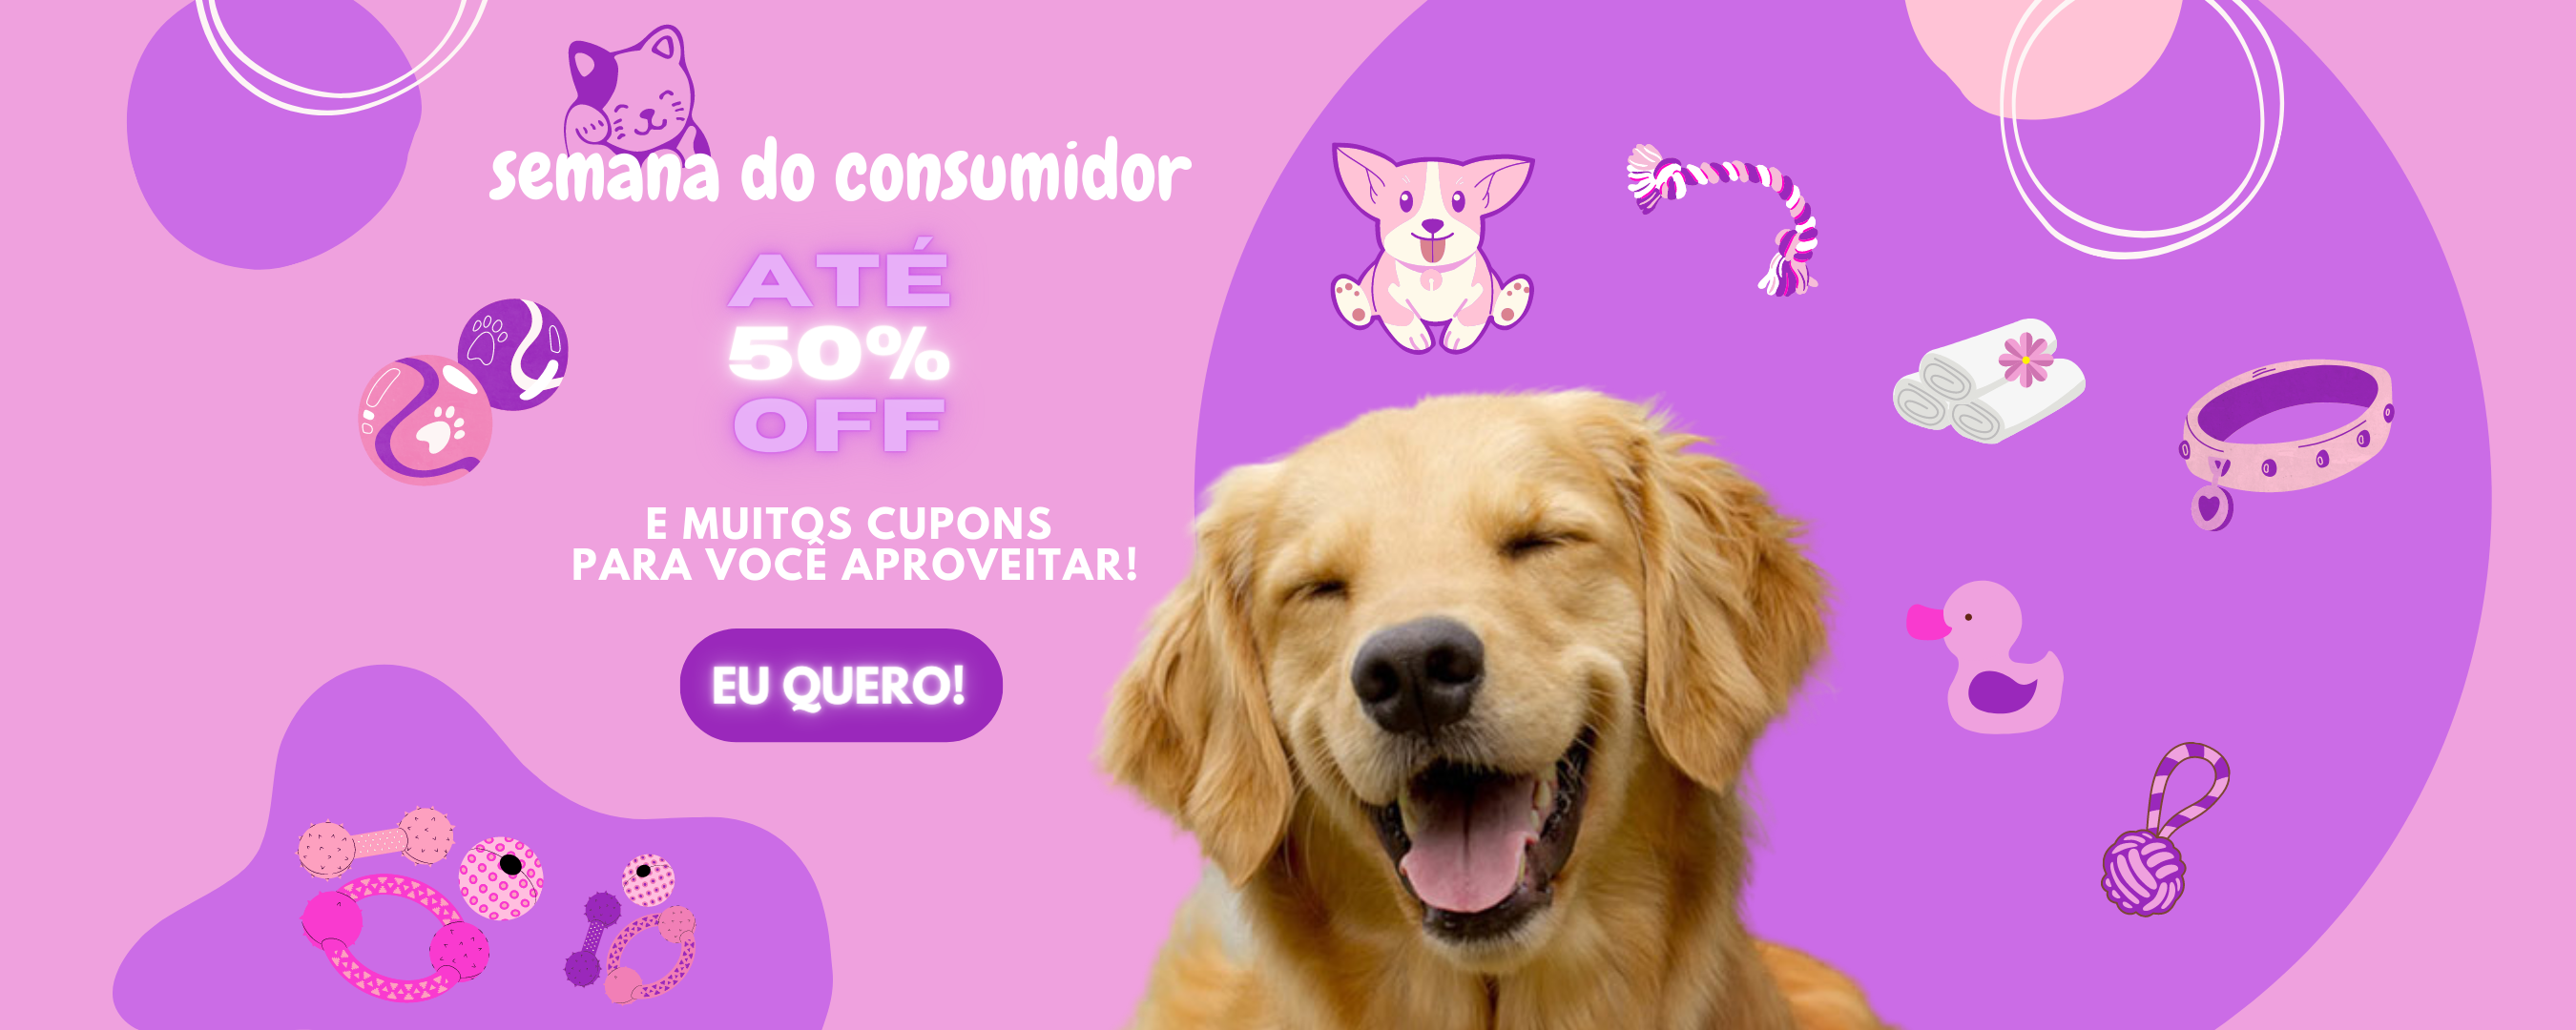 semana do consumidor
ATÉ
50%
OFF
E MUITOS CUPONS
PARA VOCÊ APROVEITAR!
EU QUERO!